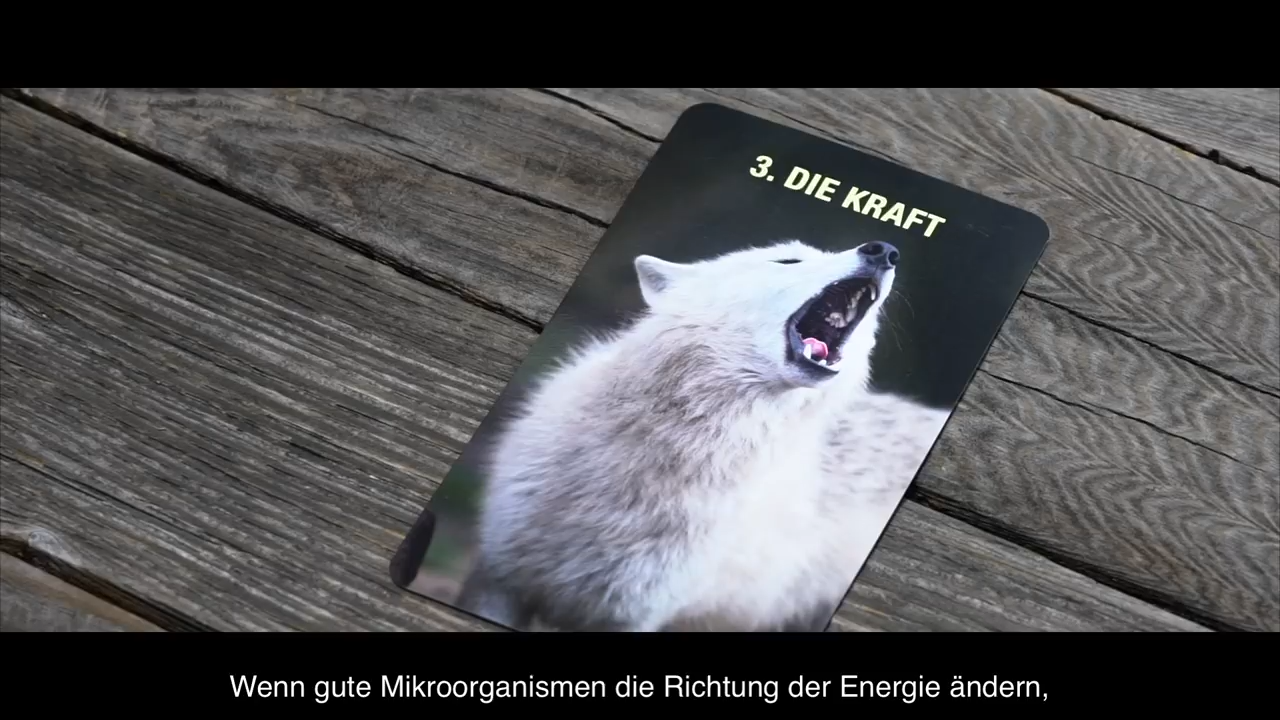 3. DIE KRAFT
Wenn gute Mikroorganismen die Richtung der Energie ändern,